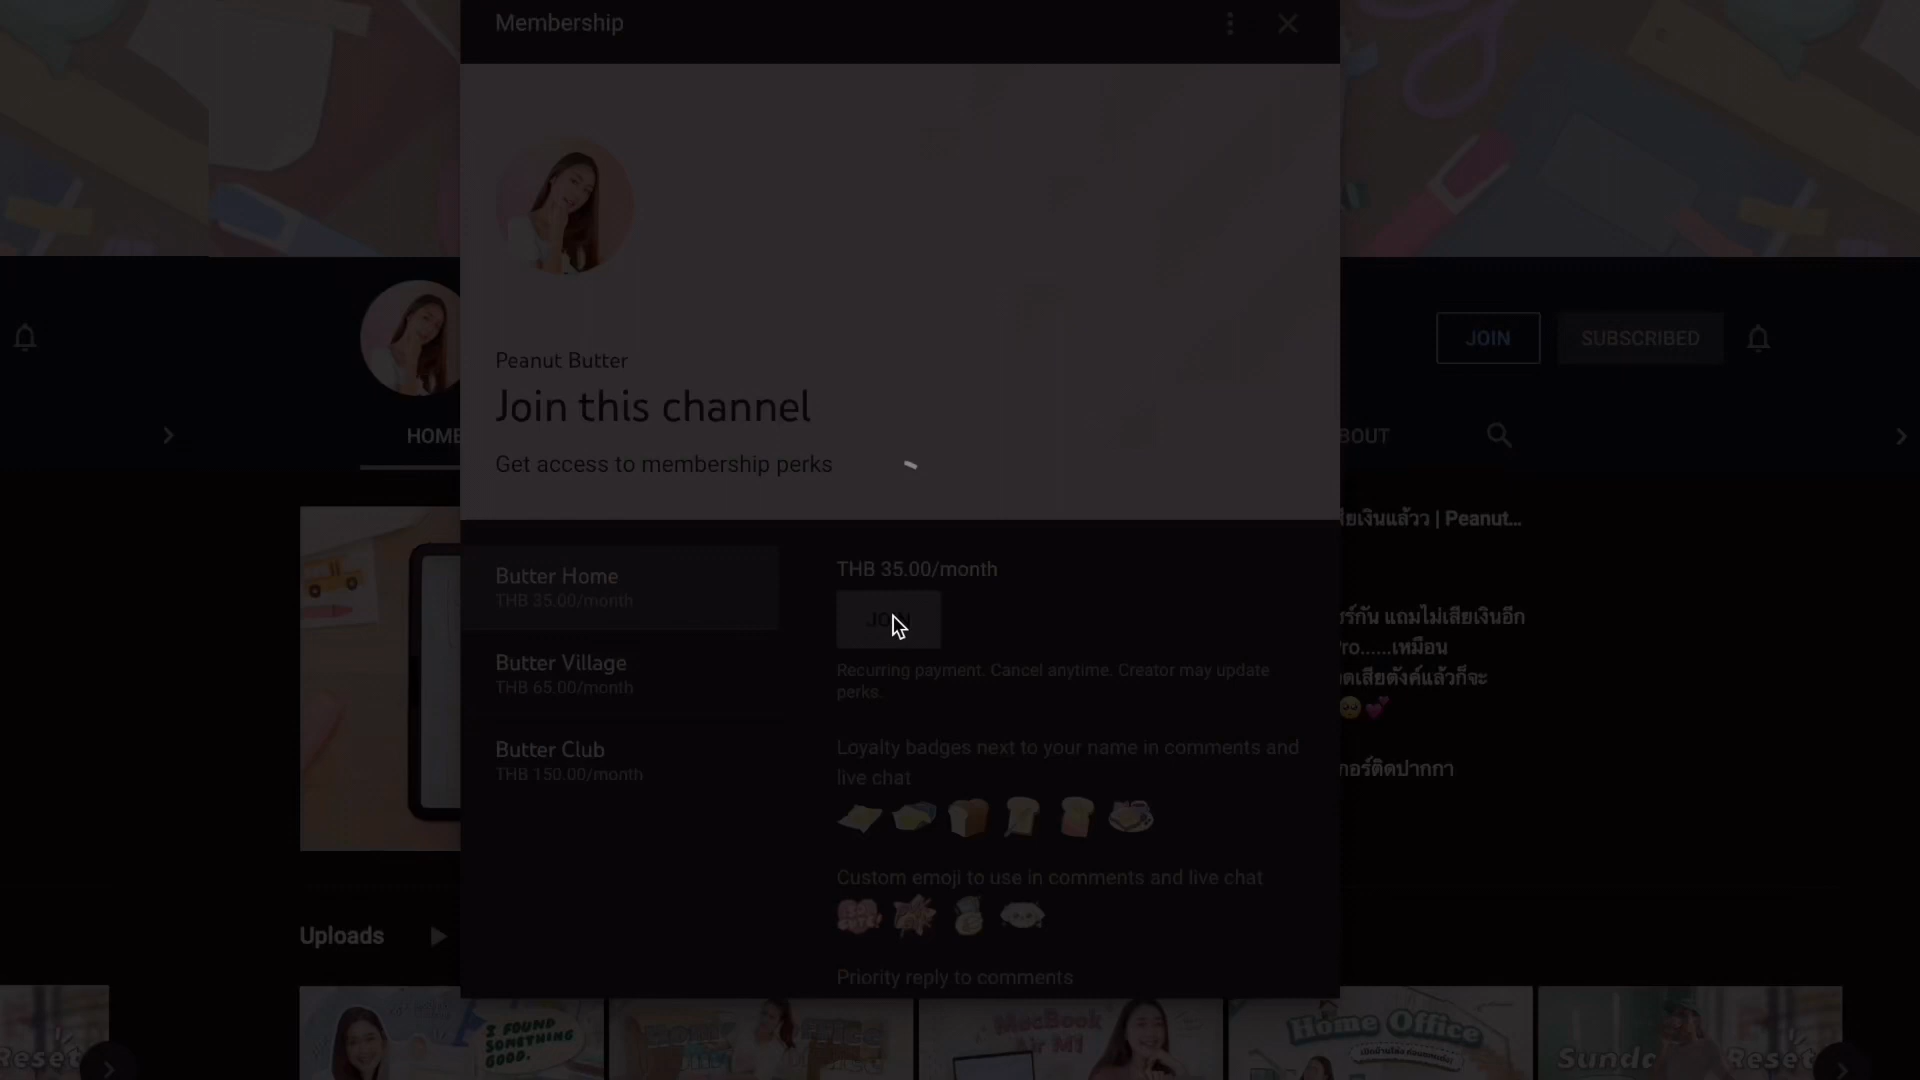 Membership
Peanut Butter
Join this channel
Get access to membership perks
JOIN
SUBSCRIBED
HOME
BOUT
Butter Home
THB 35.00/month
Butter Village
THB 65.00/month
Butter Club
THB 150.00/month
THB 35.00/month
JOIN
Recurring payment. Cancel anytime. Creator may update
perks.
Loyalty badges next to your name in comments and
live chat
Custom emoji to use in comments and live chat
Priority reply to comments
สียเงินแล้วว | Peanut...
ร์กัน แถมไม่เสียเงินอีก
ro......เหมือน
ดเสียตังค์แล้วก็จะ
🥺💕
กอร์ติดปากกา
Uploads
Reset
I FOUND
SOMETHING
GOOD.
MacBook
Air M1
Home Office
Reset